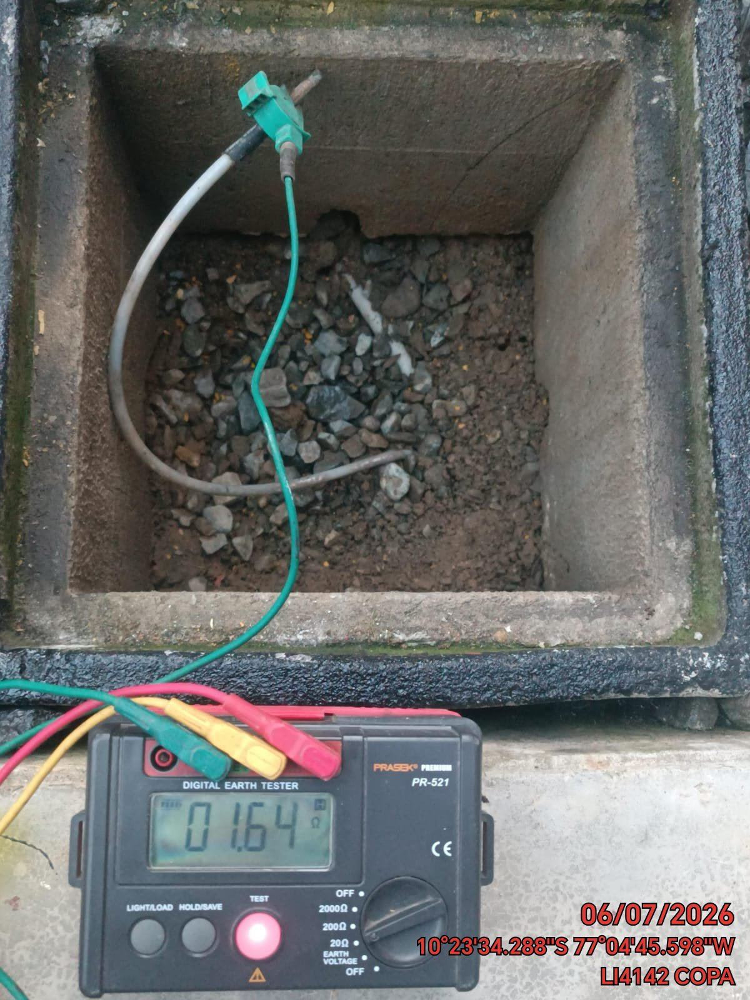 PRASEK® PREMIUM
PR-521
DIGITAL EARTH TESTER
01.64
H
Ω
CE
LIGHT/LOAD HOLD/SAVE TEST
OFF
2000Ω
200Ω
20Ω
EARTH VOLTAGE
OFF
06/07/2026
10°23'34.288"S 77°04'45.598"W
LI4142 COPA